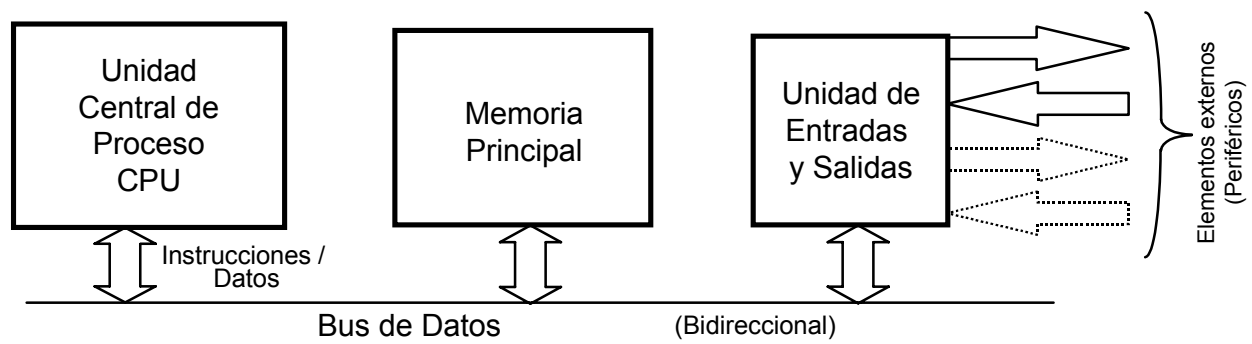 Unidad
Central de
Proceso
CPU
Memoria
Principal
Unidad de
Entradas
y Salidas
Elementos externos
(Periféricos)
Instrucciones /
Datos
Bus de Datos
(Bidireccional)